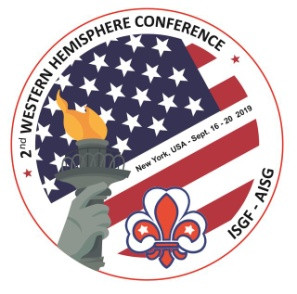 2nd WESTERN HEMISPHERE CONFERENCE
New York, USA - Sept. 16 - 20 2019
ISGF - AISG